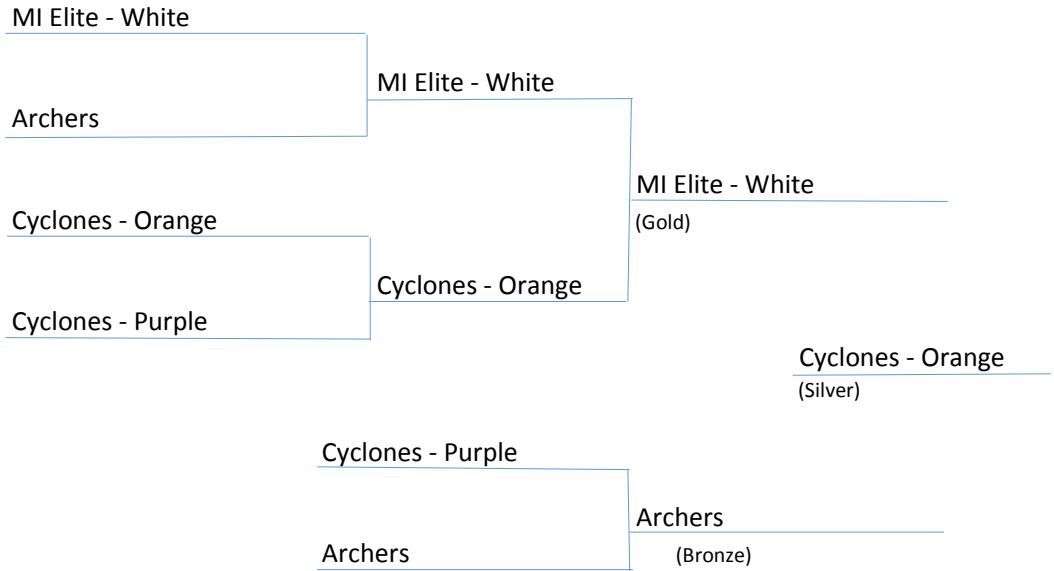 MI Elite - White
MI Elite - White
Archers
MI Elite - White
(Gold)
Cyclones - Orange
Cyclones - Orange
Cyclones - Purple
Cyclones - Orange
(Silver)
Cyclones - Purple
Archers
(Bronze)
Archers